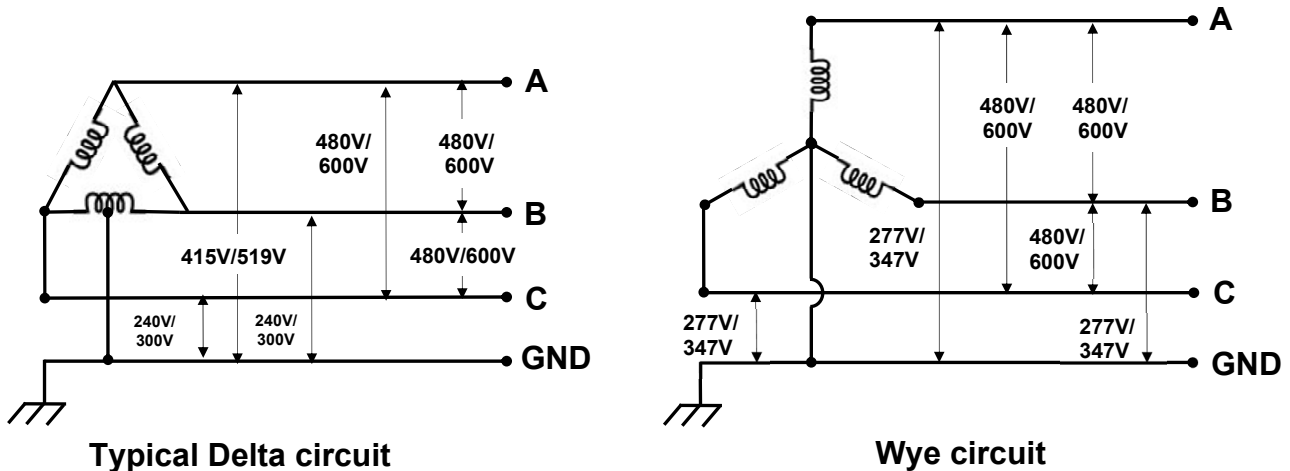 A
480V/
600V
480V/
600V
B
415V/519V
480V/600V
C
240V/
300V
240V/
300V
GND
Typical Delta circuit
A
480V/
600V
480V/
600V
B
277V/
347V
480V/
600V
C
277V/
347V
277V/
347V
GND
Wye circuit